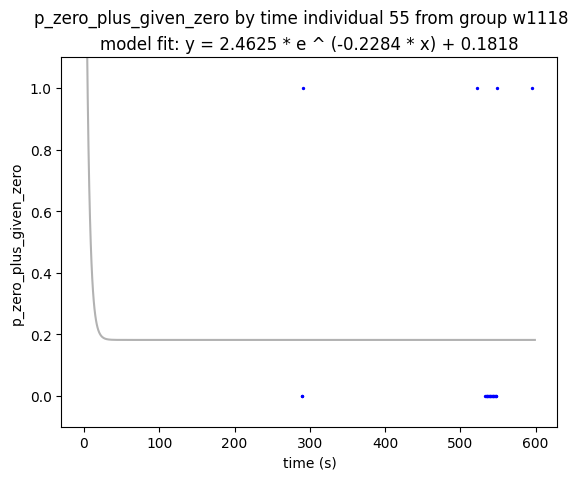 p_zero_plus_given_zero by time individual 55 from group w1118
model fit: y = 2.4625 * e ^ (-0.2284 * x) + 0.1818
p_zero_plus_given_zero
1.0
0.8
0.6
0.4
0.2
0.0
0 100 200 300 400 500 600
time (s)